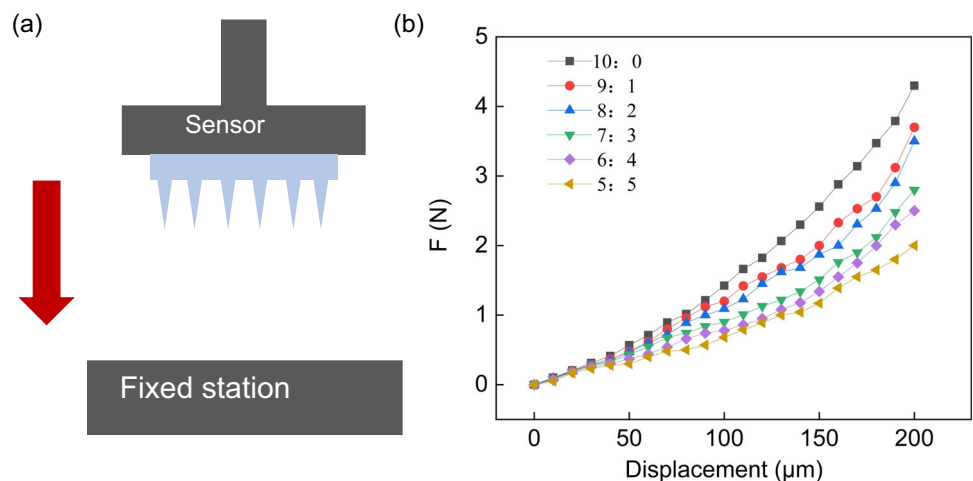 (a)
Sensor
Fixed station
(b)
F (N)
5
4
3
2
1
0
10：0
9：1
8：2
7：3
6：4
5：5
0 50 100 150 200
Displacement (μm)